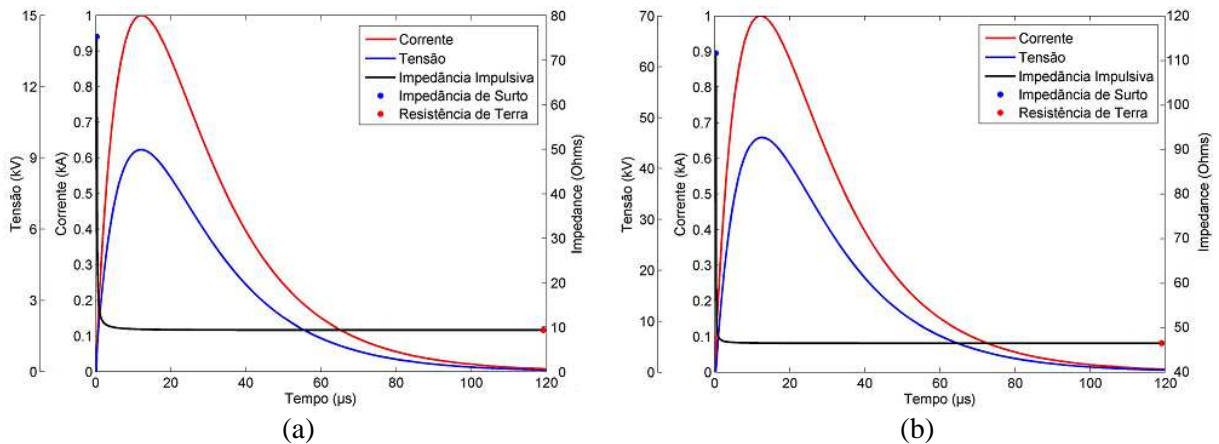 15
12
9
6
3
0
Tensão (kV)
1
0.9
0.8
0.7
0.6
0.5
0.4
0.3
0.2
0.1
0
Corrente (kA)
Corrente
Tensão
Impedância Impulsiva
Impedância de Surto
Resistência de Terra
80
70
60
50
40
30
20
10
0
Impedance (Ohms)
0 20 40 60 80 100 120
Tempo (µs)
(a)
70
60
50
40
30
20
10
0
Tensão (kV)
1
0.9
0.8
0.7
0.6
0.5
0.4
0.3
0.2
0.1
0
Corrente (kA)
Corrente
Tensão
Impedância Impulsiva
Impedância de Surto
Resistência de Terra
120
110
100
90
80
70
60
50
40
Impedance (Ohms)
0 20 40 60 80 100 120
Tempo (µs)
(b)